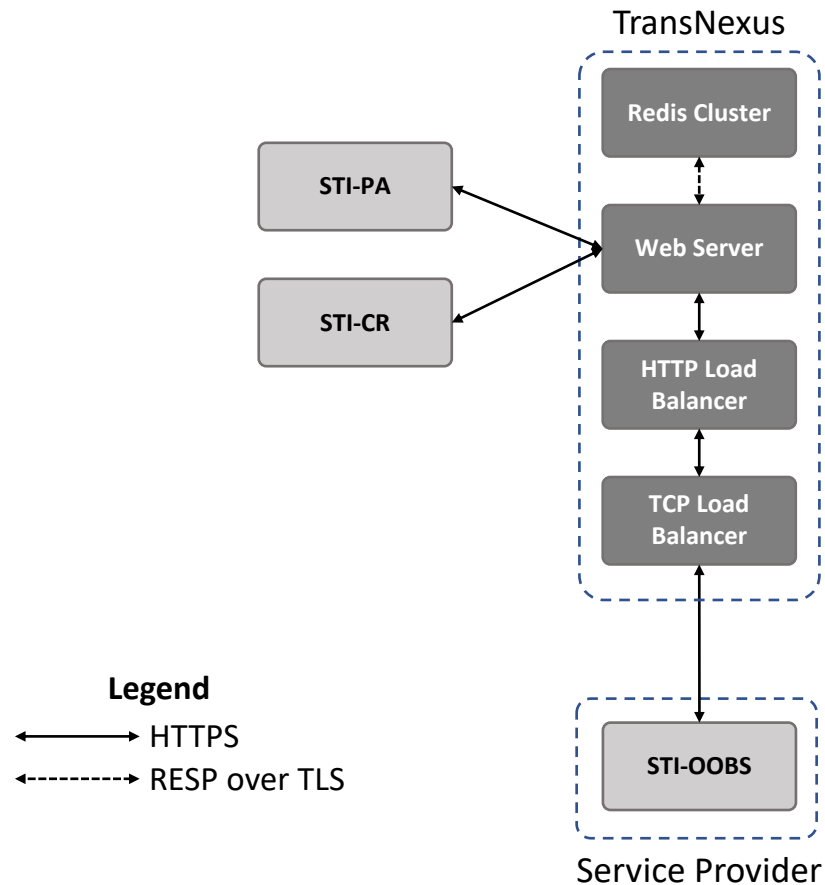 TransNexus
Redis Cluster
STI-PA
Web Server
STI-CR
HTTP Load
Balancer
TCP Load
Balancer
Legend
HTTPS
RESP over TLS
STI-OOBS
Service Provider